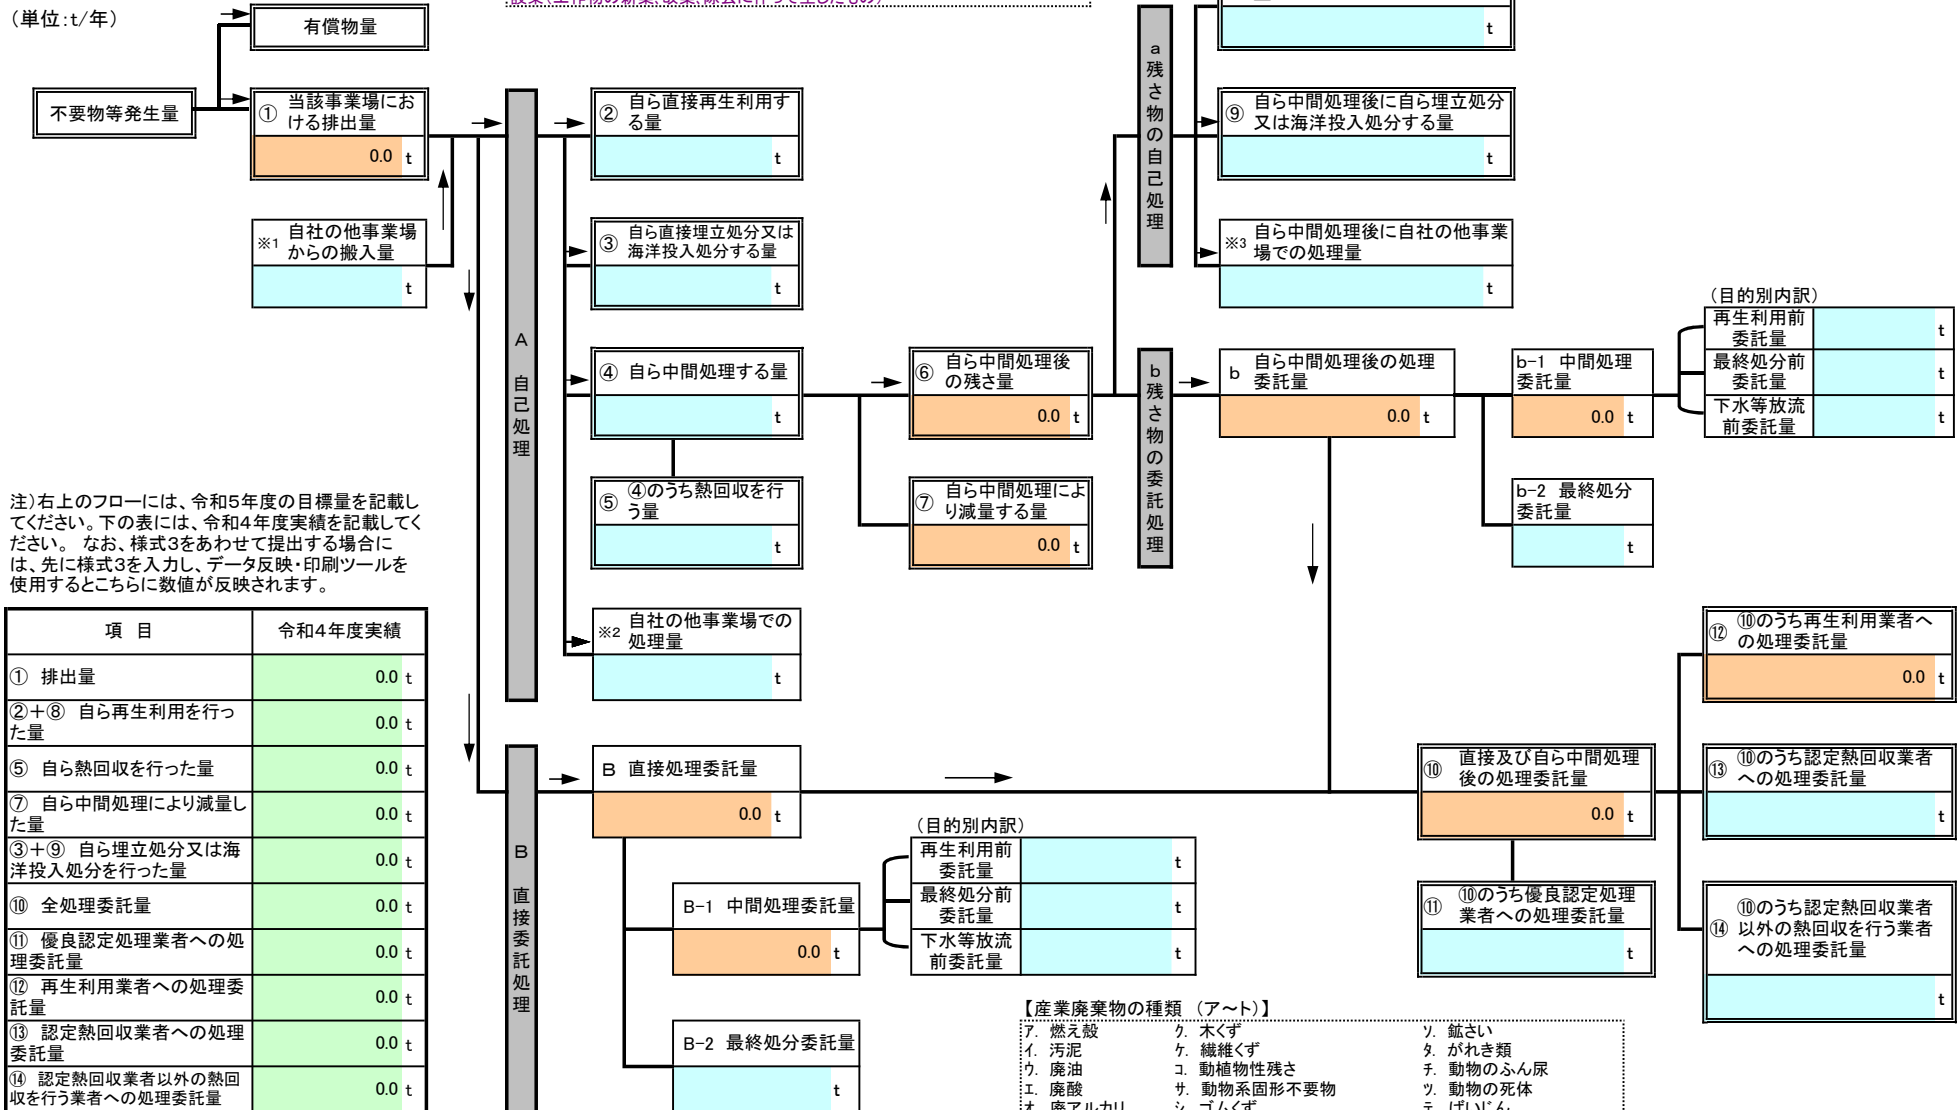 (単位:t/年)
有償物量
不要物等発生量
① 当該事業場にお
ける排出量
0.0 t
※1 自社の他事業場
からの搬入量
t
A 自己処理
② 自ら直接再生利用す
る量
t
③ 自ら直接埋立処分又は
海洋投入処分する量
t
④ 自ら中間処理する量
t
⑤ ④のうち熱回収を行
う量
t
※2 自社の他事業場での
処理量
t
⑥ 自ら中間処理後
の残さ量
0.0 t
⑦ 自ら中間処理によ
り減量する量
0.0 t
a 残さ物の自己処理
t
⑨ 自ら中間処理後に自ら埋立処分
又は海洋投入処分する量
t
※3 自ら中間処理後に自社の他事業
場での処理量
t
b 残さ物の委託処理
b 自ら中間処理後の処理
委託量
0.0 t
b-1 中間処理
委託量
0.0 t
b-2 最終処分
委託量
t
(目的別内訳)
再生利用前
委託量
t
最終処分前
委託量
t
下水等放流
前委託量
t
注)右上のフローには、令和5年度の目標量を記載し
てください。下の表には、令和4年度実績を記載してく
ださい。 なお、様式3をあわせて提出する場合に
は、先に様式3を入力し、データ反映・印刷ツールを
使用するとこちらに数値が反映されます。
項 目 令和4年度実績
① 排出量 0.0 t
②+⑧ 自ら再生利用を行っ
た量 0.0 t
⑤ 自ら熱回収を行った量 0.0 t
⑦ 自ら中間処理により減量し
た量 0.0 t
③+⑨ 自ら埋立処分又は海
洋投入処分を行った量 0.0 t
⑩ 全処理委託量 0.0 t
⑪ 優良認定処理業者への処
理委託量 0.0 t
⑫ 再生利用業者への処理委
託量 0.0 t
⑬ 認定熱回収業者への処理
委託量 0.0 t
⑭ 認定熱回収業者以外の熱回
収を行う業者への処理委託量 0.0 t
B 直接委託処理
B 直接処理委託量
0.0 t
B-1 中間処理委託量
0.0 t
B-2 最終処分委託量
t
(目的別内訳)
再生利用前
委託量
t
最終処分前
委託量
t
下水等放流
前委託量
t
⑩ 直接及び自ら中間処理
後の処理委託量
0.0 t
⑪ ⑩のうち優良認定処理
業者への処理委託量
t
⑫ ⑩のうち再生利用業者へ
の処理委託量
0.0 t
⑬ ⑩のうち認定熱回収業者
への処理委託量
t
⑭ ⑩のうち認定熱回収業者
以外の熱回収を行う業者
への処理委託量
t
【産業廃棄物の種類 (ア~ト)】
ア. 燃え殻 ク. 木くず ソ. 鉱さい
イ. 汚泥 ケ. 繊維くず タ. がれき類
ウ. 廃油 コ. 動植物性残さ チ. 動物のふん尿
エ. 廃酸 サ. 動物系固形不要物 ツ. 動物の死体
オ. 廃アルカリ シ. ゴムくず テ. ばいじん